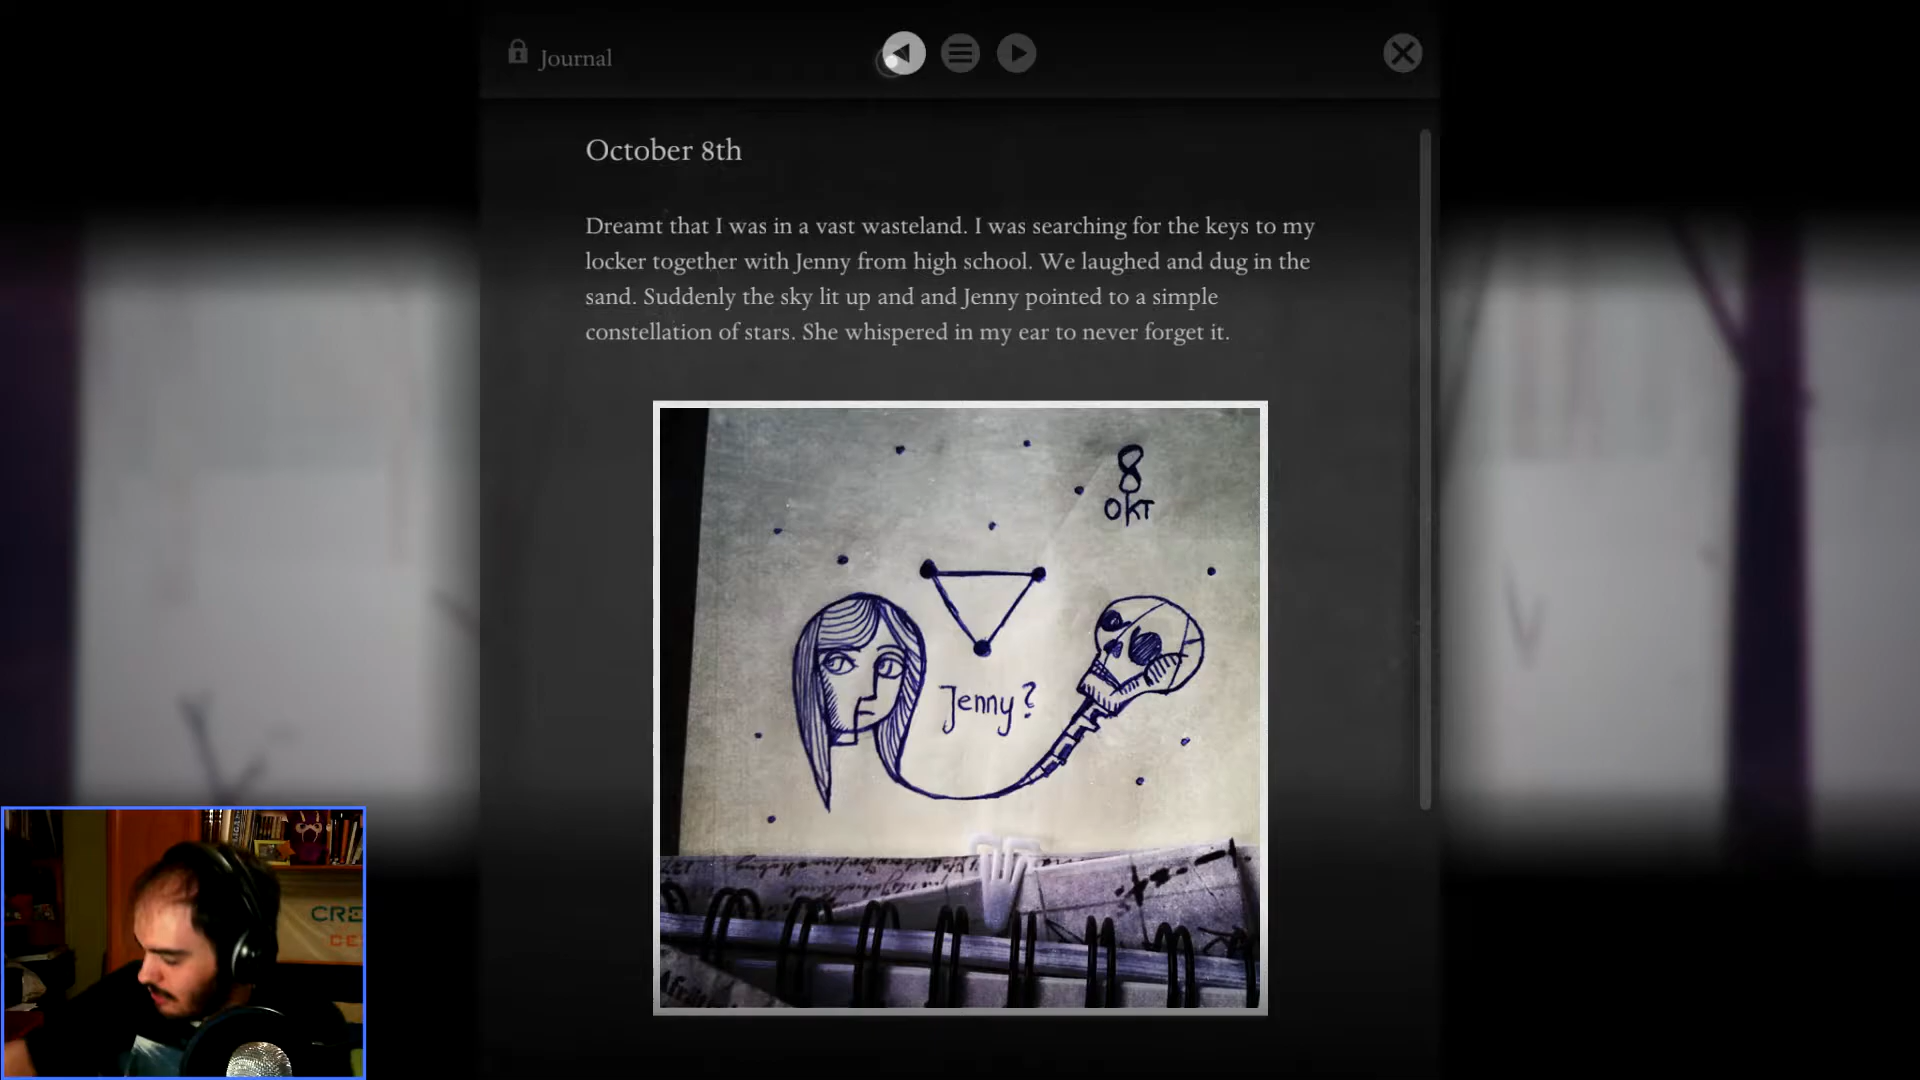 Journal
October 8th
Dreamt that I was in a vast wasteland. I was searching for the keys to my
locker together with Jenny from high school. We laughed and dug in the
sand. Suddenly the sky lit up and and Jenny pointed to a simple
constellation of stars. She whispered in my ear to never forget it.
8
OKT
Jenny?
CRE